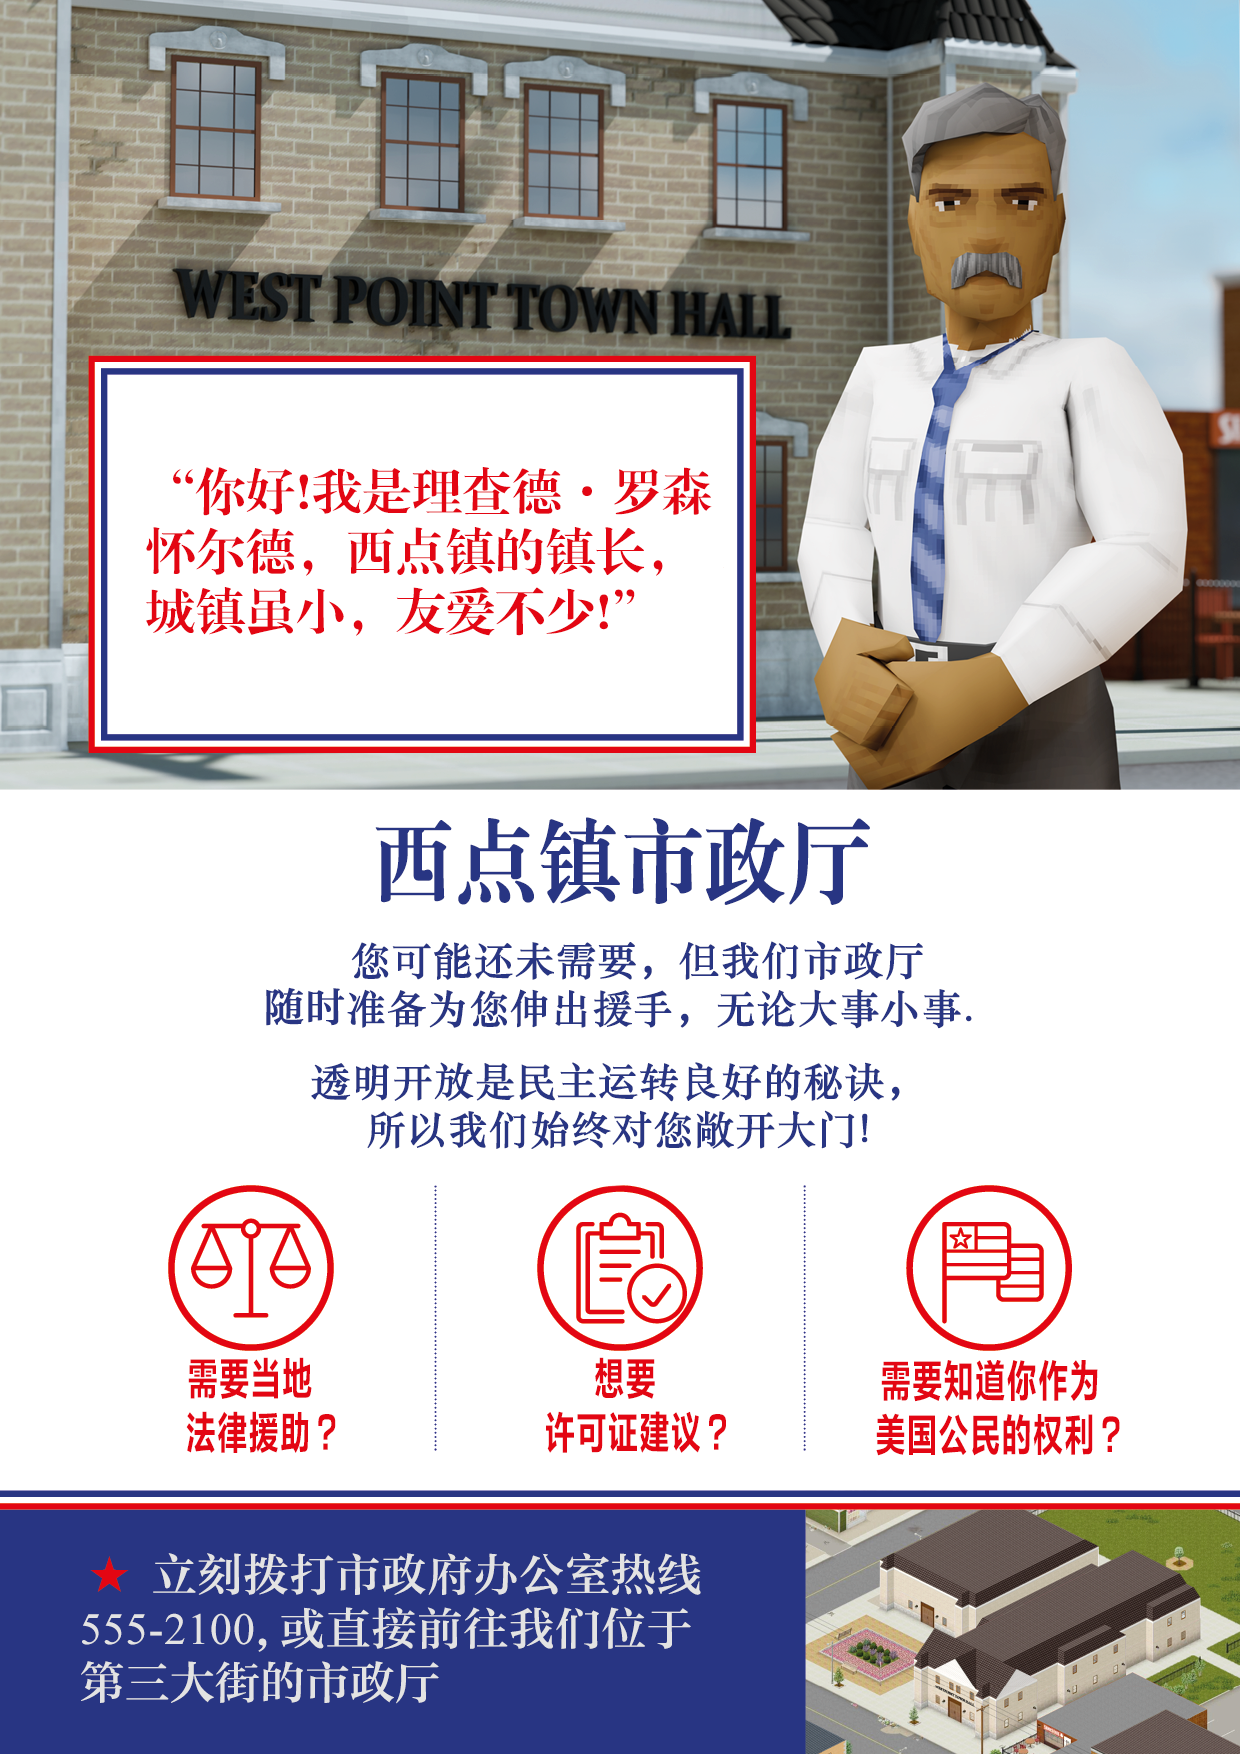 WEST POINT TOWN HALL
“你好!我是理查德·罗森
怀尔德，西点镇的镇长，
城镇虽小，友爱不少!”
西点镇市政厅
您可能还未需要，但我们市政厅
随时准备为您伸出援手，无论大事小事.
透明开放是民主运转良好的秘诀，
所以我们始终对您敞开大门!
需要当地
法律援助？
想要
许可证建议？
需要知道你作为
美国公民的权利？
★ 立刻拨打市政府办公室热线
555-2100, 或直接前往我们位于
第三大街的市政厅